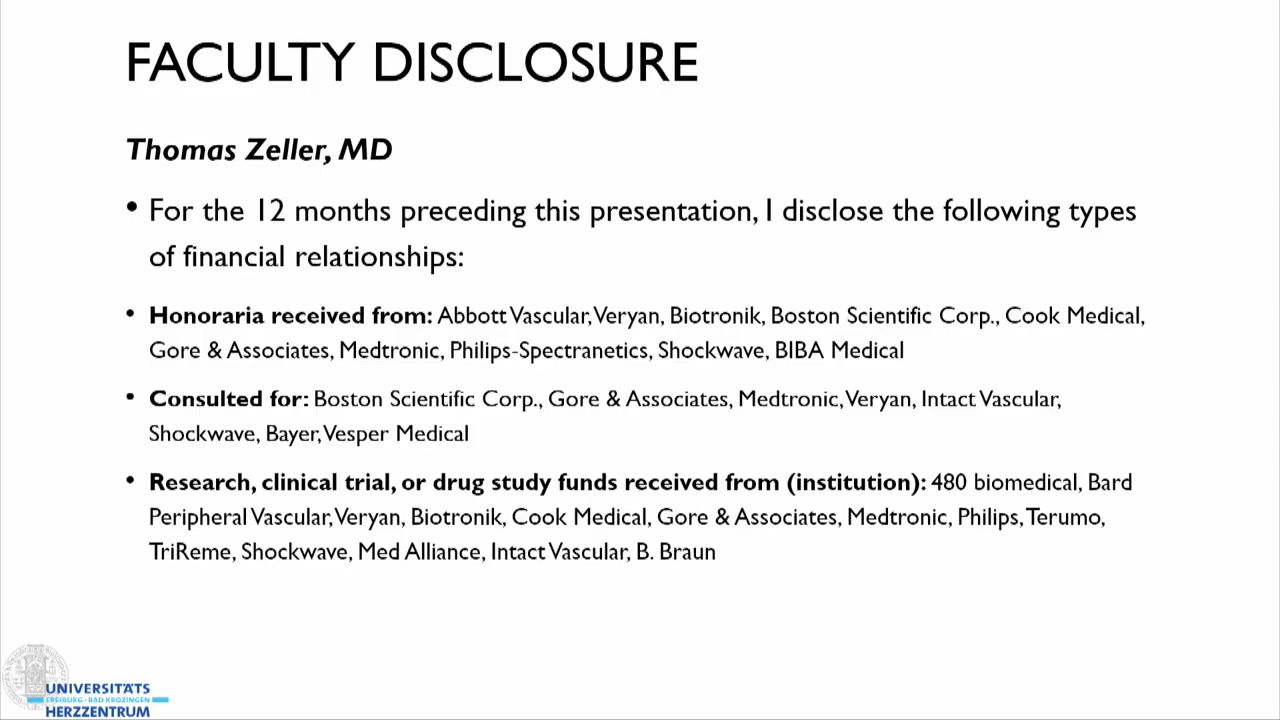 FACULTY DISCLOSURE
Thomas Zeller, MD
• For the 12 months preceding this presentation, I disclose the following types
of financial relationships:
• Honoraria received from: Abbott Vascular, Veryan, Biotronik, Boston Scientific Corp., Cook Medical,
Gore & Associates, Medtronic, Philips-Spectranetics, Shockwave, BIBA Medical
• Consulted for: Boston Scientific Corp., Gore & Associates, Medtronic, Veryan, Intact Vascular,
Shockwave, Bayer, Vesper Medical
• Research, clinical trial, or drug study funds received from (institution): 480 biomedical, Bard
Peripheral Vascular, Veryan, Biotronik, Cook Medical, Gore & Associates, Medtronic, Philips, Terumo,
TriReme, Shockwave, Med Alliance, Intact Vascular, B. Braun
UNIVERSITÄTS
FREIBURG · BAD KROZINGEN
HERZZENTRUM